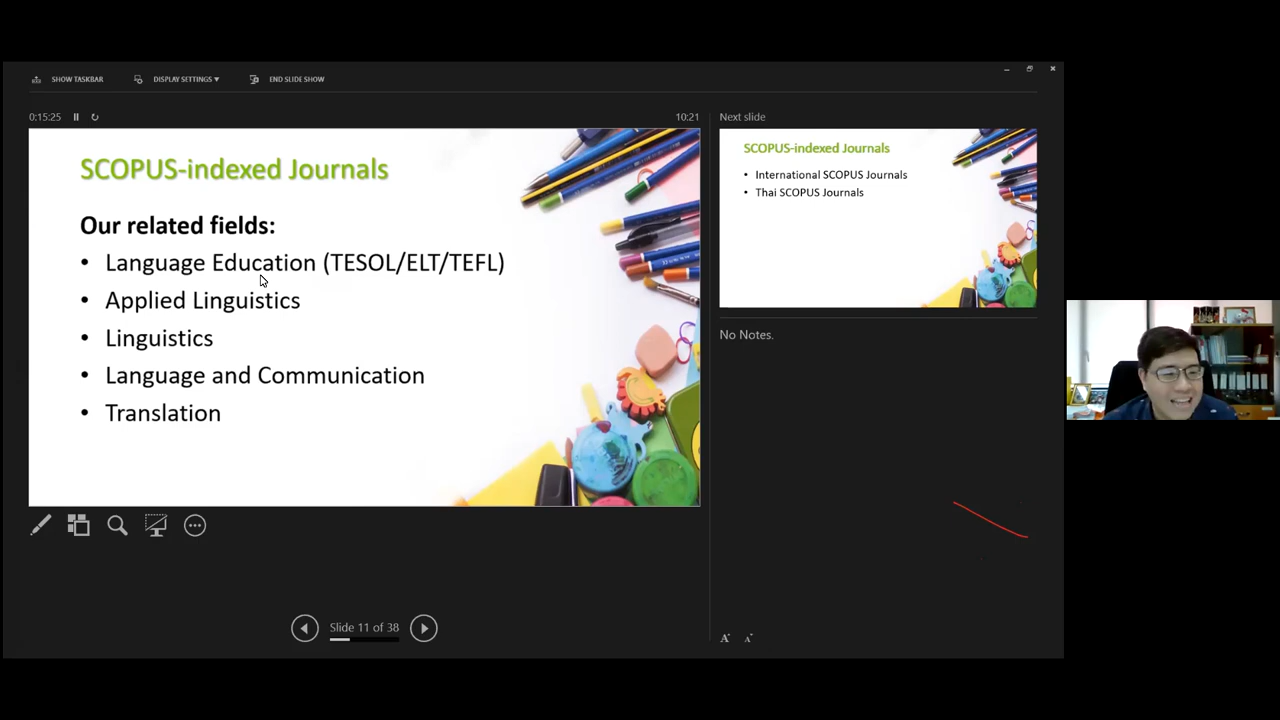 SHOW TASKBAR
DISPLAY SETTINGS ▾
END SLIDE SHOW
0:15:25
10:21
SCOPUS-indexed Journals
Our related fields:
• Language Education (TESOL/ELT/TEFL)
• Applied Linguistics
• Linguistics
• Language and Communication
• Translation
Slide 11 of 38
Next slide
SCOPUS-indexed Journals
• International SCOPUS Journals
• Thai SCOPUS Journals
No Notes.
A A